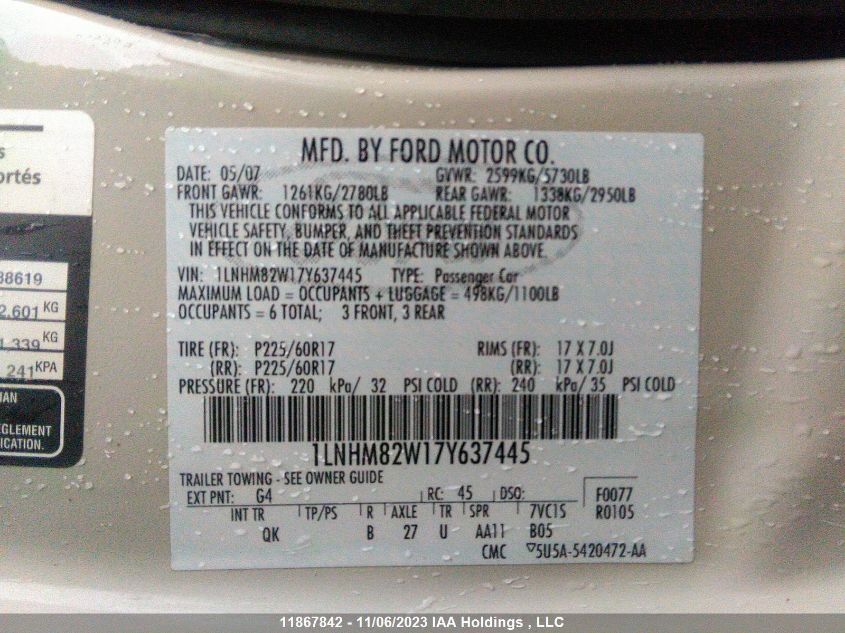 s
ortés
38619
2,601 KG
1,339 KG
241 KPA
IAN
EGLEMENT
ICATION.
MFD. BY FORD MOTOR CO.
DATE: 05/07 GVWR: 2599KG/5730LB
FRONT GAWR: 1261KG/2780LB REAR GAWR: 1338KG/2950LB
THIS VEHICLE CONFORMS TO ALL APPLICABLE FEDERAL MOTOR
VEHICLE SAFETY, BUMPER, AND THEFT PREVENTION STANDARDS
IN EFFECT ON THE DATE OF MANUFACTURE SHOWN ABOVE.
VIN: 1LNHM82W17Y637445 TYPE: Passenger Car
MAXIMUM LOAD = OCCUPANTS + LUGGAGE = 498KG/1100LB
OCCUPANTS = 6 TOTAL; 3 FRONT, 3 REAR
TIRE (FR): P225/60R17 RIMS (FR): 17 X 7.0J
(RR): P225/60R17 (RR): 17 X 7.0J
PRESSURE (FR): 220 kPa/ 32 PSI COLD (RR): 240 kPa/ 35 PSI COLD
1LNHM82W17Y637445
TRAILER TOWING - SEE OWNER GUIDE
EXT PNT: G4 RC: 45 DSO: F0077
INT TR TP/PS R AXLE TR SPR 7VC1S R0105
QK B 27 U AA11 B05
CMC 5U5A-5420472-AA
11867842 - 11/06/2023 IAA Holdings , LLC